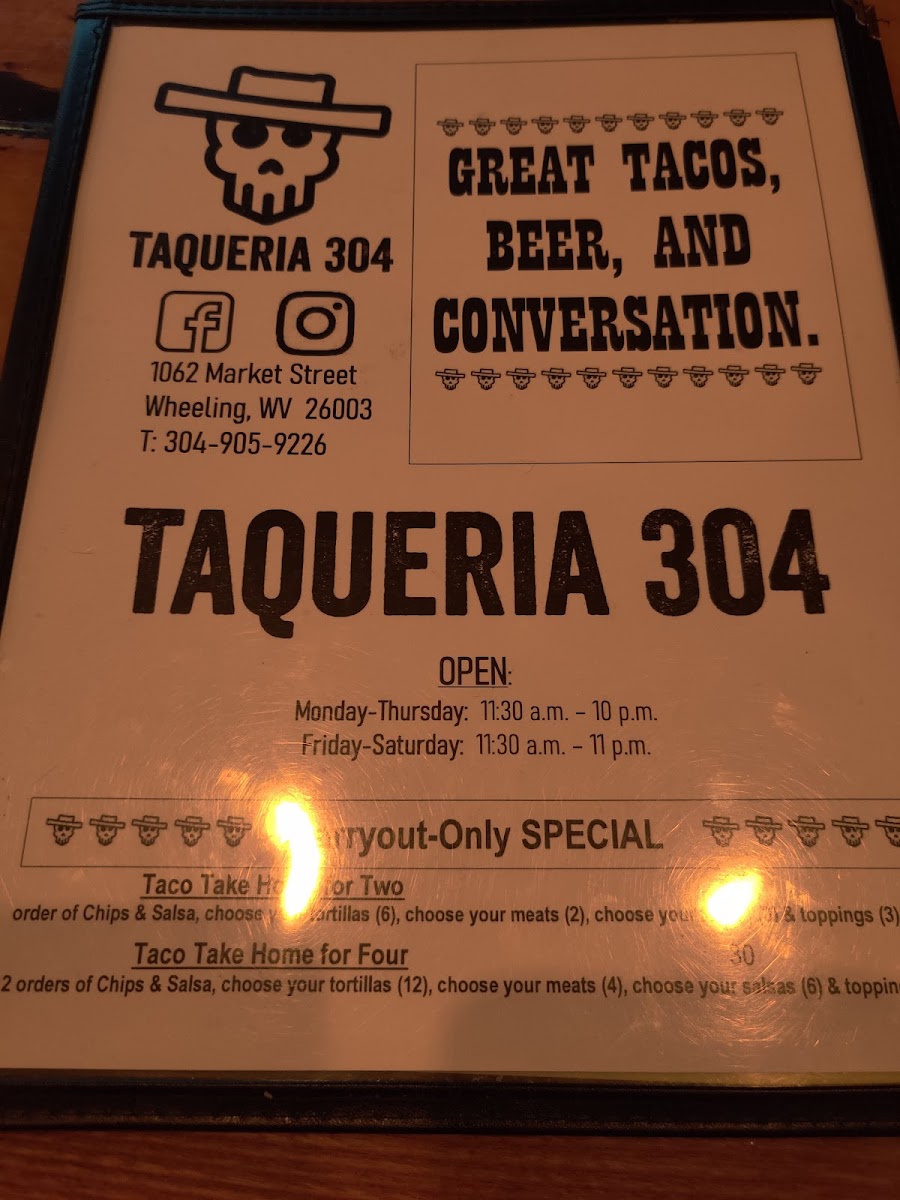 TAQUERIA 304
1062 Market Street
Wheeling, WV 26003
T: 304-905-9226
GREAT TACOS,
BEER, AND
CONVERSATION.
TAQUERIA 304
OPEN:
Monday-Thursday: 11:30 a.m. – 10 p.m.
Friday-Saturday: 11:30 a.m. – 11 p.m.
arryout-Only SPECIAL
Taco Take H for Two
order of Chips & Salsa, choose tortillas (6), choose your meats (2), choose you & toppings (3)
Taco Take Home for Four 30
2 orders of Chips & Salsa, choose your tortillas (12), choose your meats (4), choose your salsas (6) & toppin